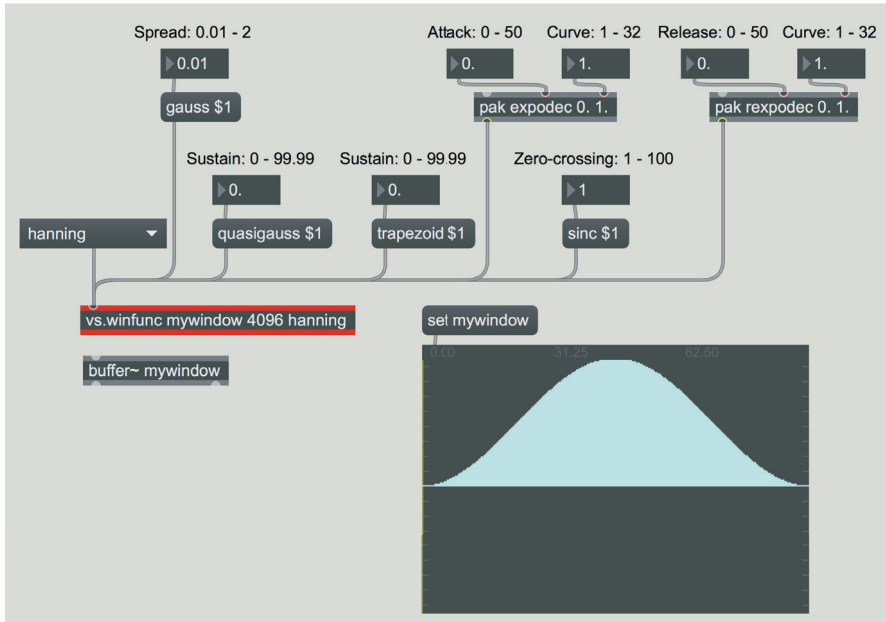 Spread: 0.01 - 2
Attack: 0 - 50
Curve: 1 - 32
Release: 0 - 50
Curve: 1 - 32
0.01
0.
1.
0.
1.
gauss $1
pak expodec 0. 1.
pak rexpodec 0. 1.
Sustain: 0 - 99.99
Sustain: 0 - 99.99
Zero-crossing: 1 - 100
0.
0.
1
hanning
quasigauss $1
trapezoid $1
sinc $1
vs.winfunc mywindow 4096 hanning
set mywindow
0.00
31.25
62.50
buffer~ mywindow